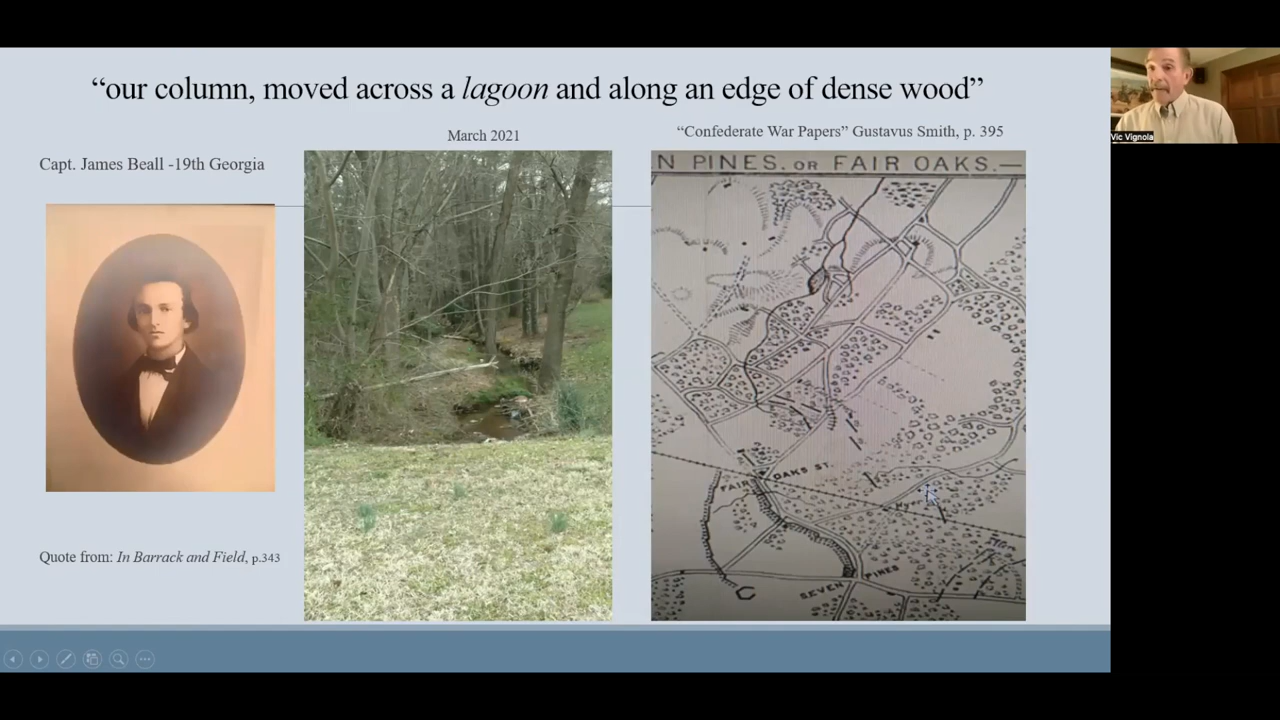 “our column, moved across a lagoon and along an edge of dense wood”
Capt. James Beall -19th Georgia
March 2021
“Confederate War Papers” Gustavus Smith, p. 395
N PINES. OR FAIR OAKS.—
FAIR OAKS ST.
SEVEN PINES
Quote from: In Barrack and Field, p.343
Vic Vignola